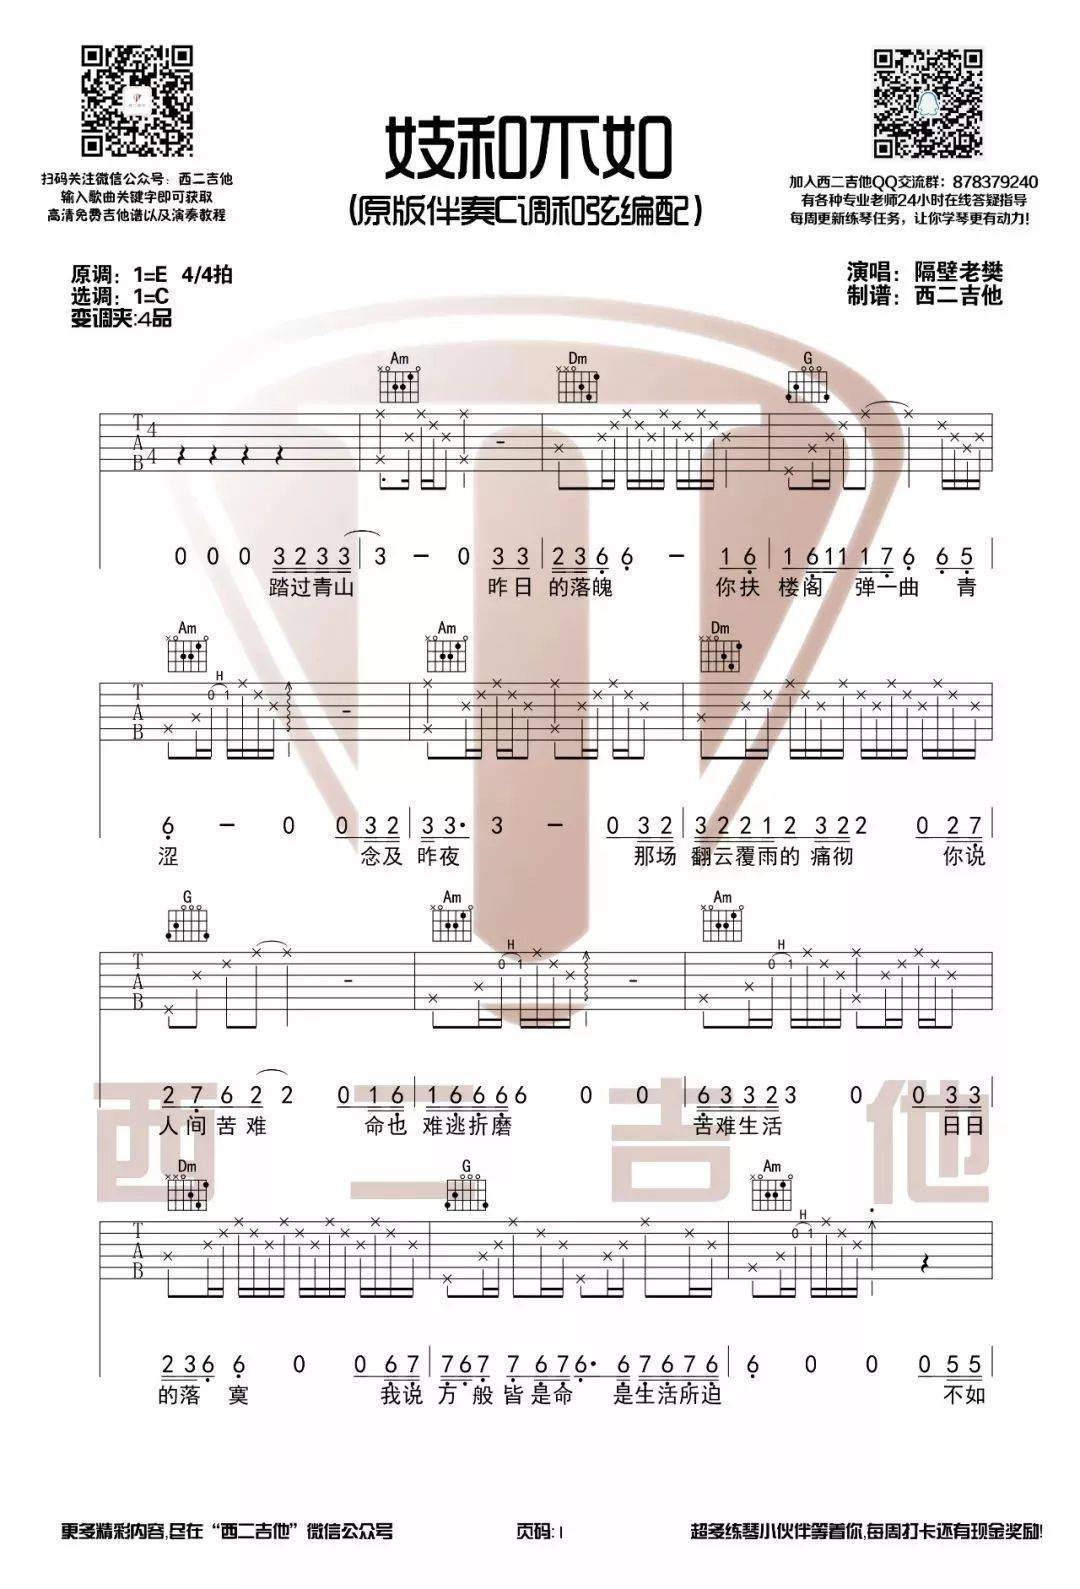 妓和不如
(原版伴奏C调和弦编配)
扫码关注微信公众号：西二吉他
输入歌曲关键字即可获取
高清免费吉他谱以及演奏教程
加入西二吉他QQ交流群：878379240
有各种专业老师24小时在线答疑指导
每周更新练琴任务，让你学琴更有动力！
原调：1=E 4/4拍
选调：1=C
变调夹:4品
演唱：隔壁老樊
制谱：西二吉他
Am Dm G
T A B 4 4
0 0 0 3 2 3 3 3 – 0 3 3 2 3 6 6 – 1 6 1 6 1 1 1 7 6 6 5
踏过青山 昨日 的落魄 你扶 楼阁 弹一曲 青
Am Am Dm
H
T A B 0 1
6 – 0 0 3 2 3 3· 3 – 0 3 2 3 2 2 1 2 3 2 2 0 2 7
涩 念及 昨夜 那场 翻云覆雨的 痛彻 你说
G Am Am
H H
T A B 0 1 0 1
2 7 6 2 2 0 1 6 1 6 6 6 6 0 0 6 3 3 2 3 0 0 3 3
人间苦难 命也 难逃折磨 苦难生活 日日
西二吉他
Dm G Am
H
T A B 0 1
2 3 6 6 0 0 6 7 7 6 7 7 6 7 6· 6 7 6 7 6 6 0 0 0 5 5
的落 寞 我说 万般皆是命 是生活所迫 不如
更多精彩内容,尽在“西二吉他”微信公众号
页码:1
超多练琴小伙伴等着你,每周打卡还有现金奖励!